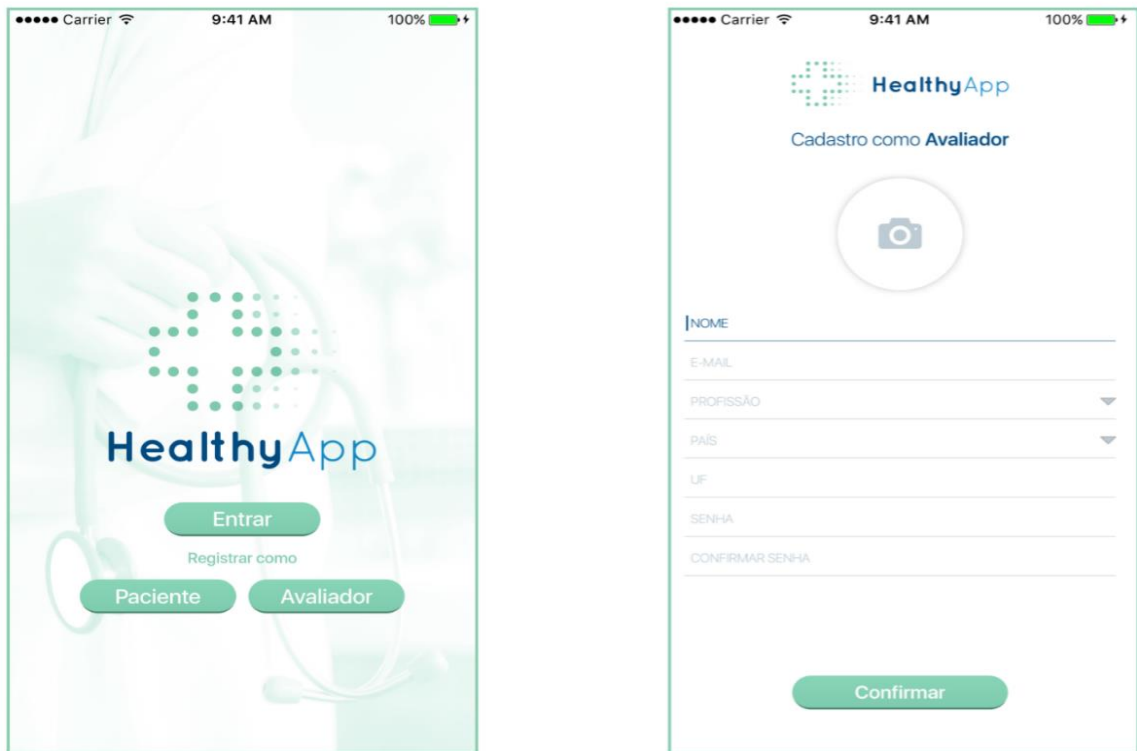 Carrier 9:41 AM 100%
HealthyApp
Entrar
Registrar como
Paciente Avaliador
Carrier 9:41 AM 100%
HealthyApp
Cadastro como Avaliador
NOME
E-MAIL
PROFISSÃO
PAÍS
UF
SENHA
CONFIRMAR SENHA
Confirmar